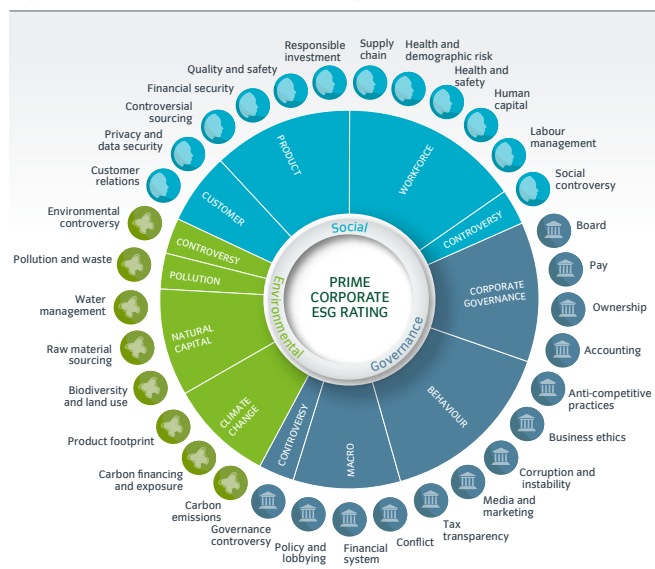 Responsible
investment
Supply
chain
Health and
demographic risk
Quality and safety
Health and
safety
Financial security
Human
capital
Controversial
sourcing
Labour
management
Privacy and
data security
Social
controversy
Customer
relations
Environmental
controversy
Board
Pollution and waste
Pay
Water
management
Ownership
Raw material
sourcing
Accounting
Biodiversity
and land use
Anti-competitive
practices
Product footprint
Business ethics
Carbon financing
and exposure
Corruption and
instability
Carbon
emissions
Media and
marketing
Governance
controversy
Tax
transparency
Policy and
lobbying
Financial
system
Conflict
PRODUCT
WORKFORCE
CUSTOMER
CONTROVERSY
CONTROVERSY
POLLUTION
CORPORATE
GOVERNANCE
NATURAL
CAPITAL
CLIMATE
CHANGE
BEHAVIOUR
CONTROVERSY
MACRO
Social
Environmental
Governance
PRIME
CORPORATE
ESG RATING